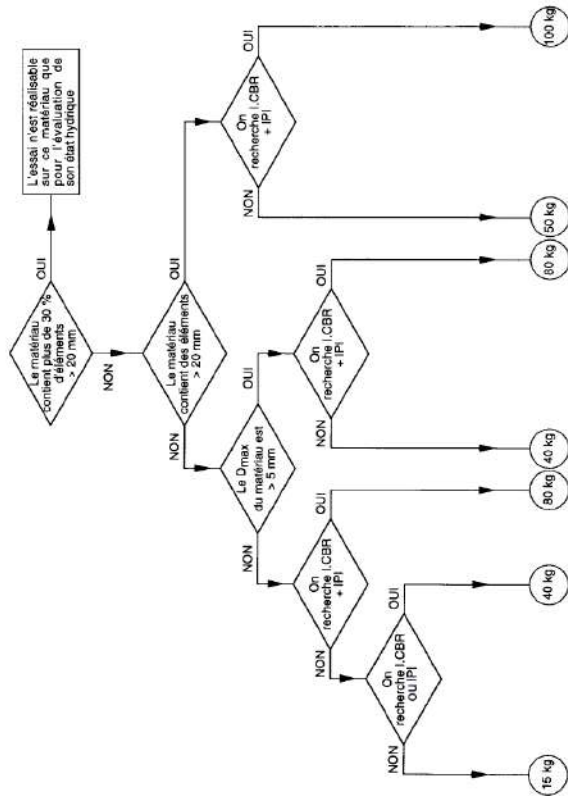 Le matériau
contient plus de 30 %
d'éléments
> 20 mm
OUI
L'essai n'est réalisable
sur ce matériau que
pour l'évaluation de
son état hydrique
NON
Le matériau
contient des éléments
> 20 mm
NON
OUI
Le Dmax
du matériau est
> 5 mm
NON
OUI
On
recherche I.CBR
+ IPI
NON
OUI
On
recherche I.CBR
+ IPI
NON
OUI
On
recherche I.CBR
+ IPI
NON
OUI
On
recherche I.CBR
ou IPI
NON
OUI
15 kg
40 kg
80 kg
40 kg
80 kg
50 kg
100 kg